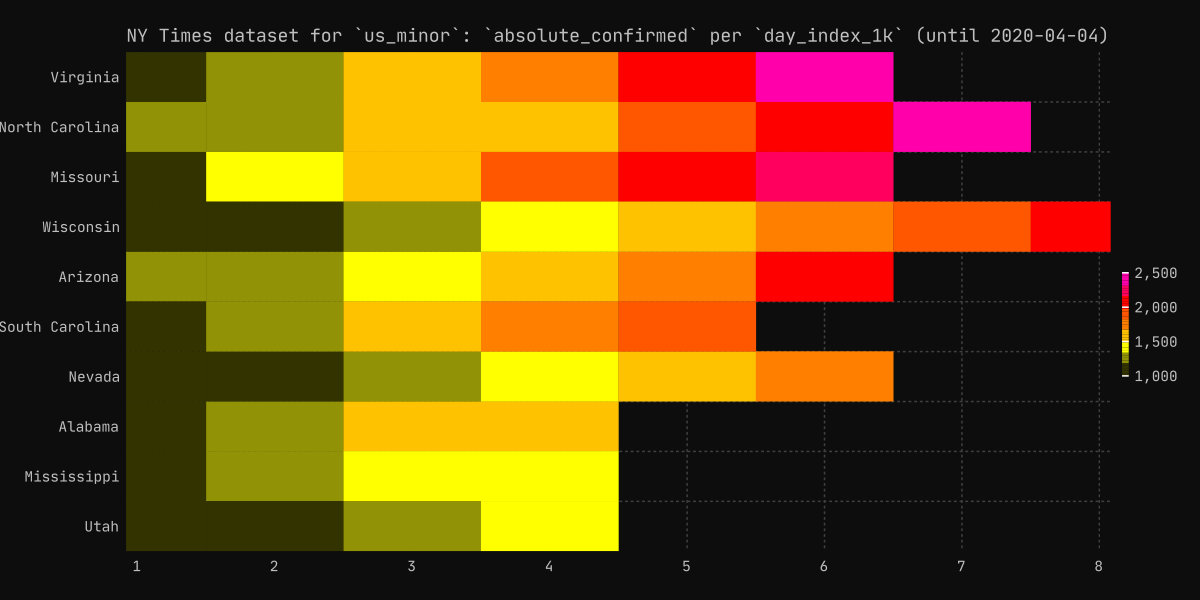 NY Times dataset for `us_minor`: `absolute_confirmed` per `day_index_1k` (until 2020-04-04)
Virginia
North Carolina
Missouri
Wisconsin
Arizona
South Carolina
Nevada
Alabama
Mississippi
Utah
1 2 3 4 5 6 7 8
2,500
2,000
1,500
1,000